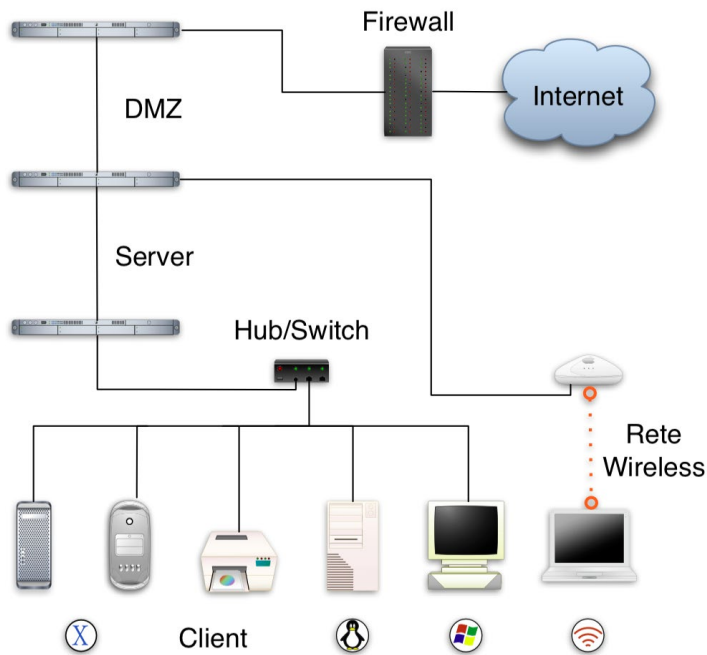 Firewall
Internet
DMZ
Server
Hub/Switch
Rete
Wireless
X
Client